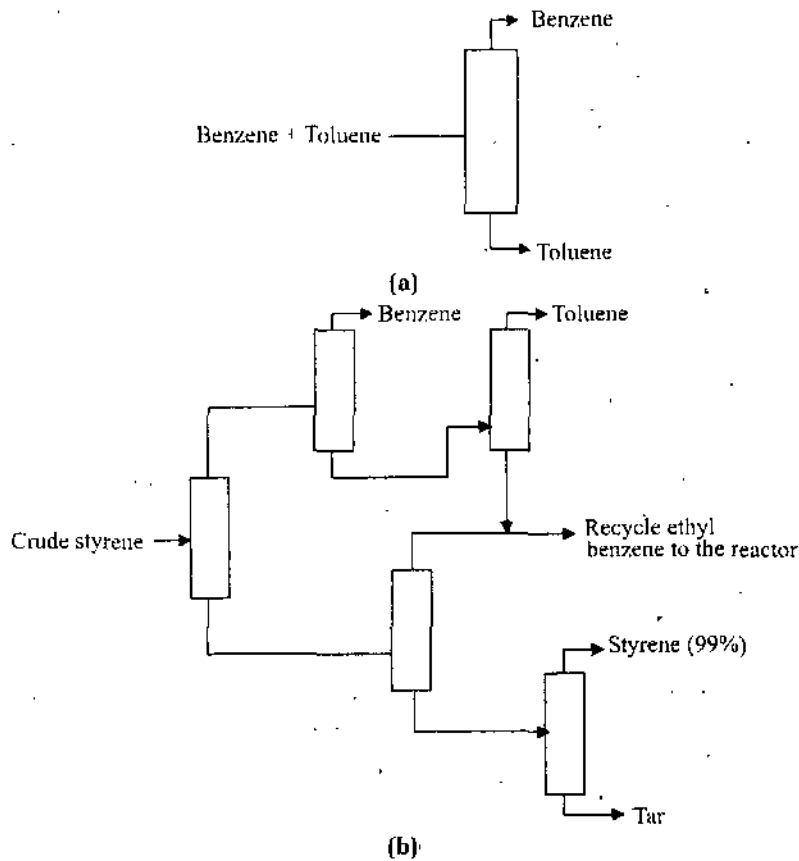 Benzene
Benzene + Toluene
Toluene
(a)
Benzene
Toluene
Crude styrene
Recycle ethyl
benzene to the reactor
Styrene (99%)
Tar
(b)